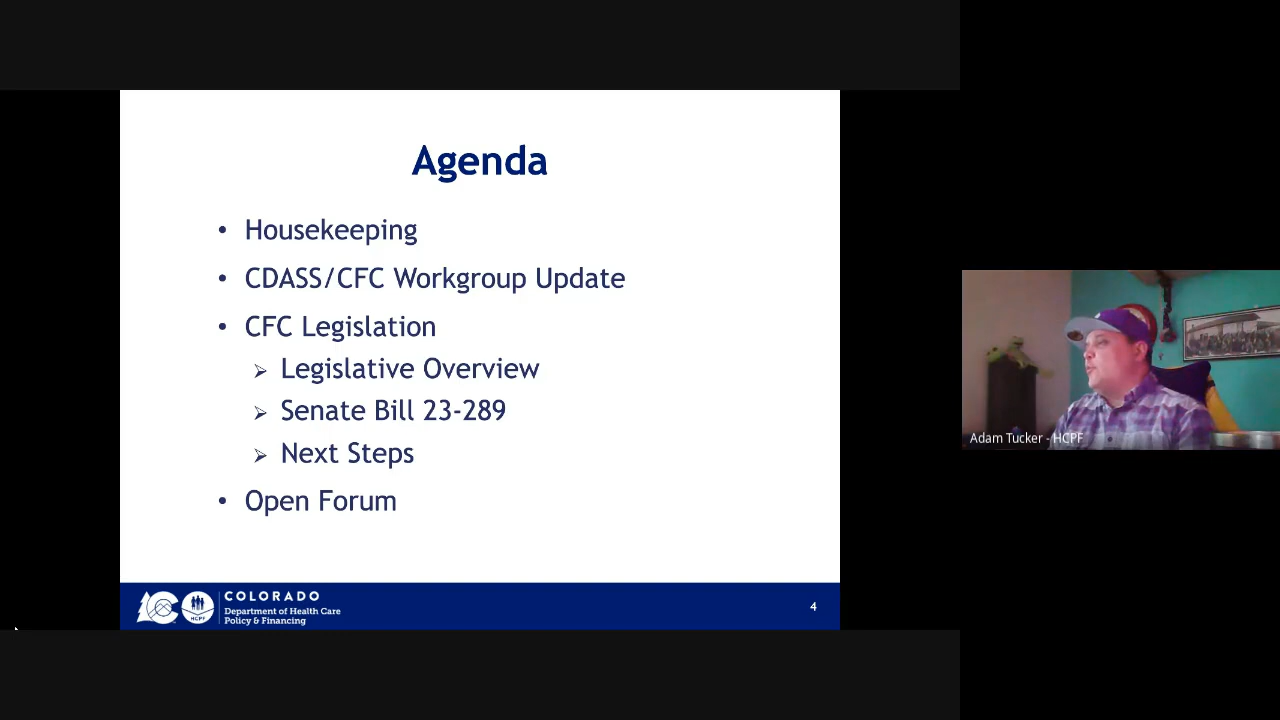 Agenda
• Housekeeping
• CDASS/CFC Workgroup Update
• CFC Legislation
➢ Legislative Overview
➢ Senate Bill 23-289
➢ Next Steps
• Open Forum
HCPF
COLORADO
Department of Health Care
Policy & Financing
4
Adam Tucker - HCPF